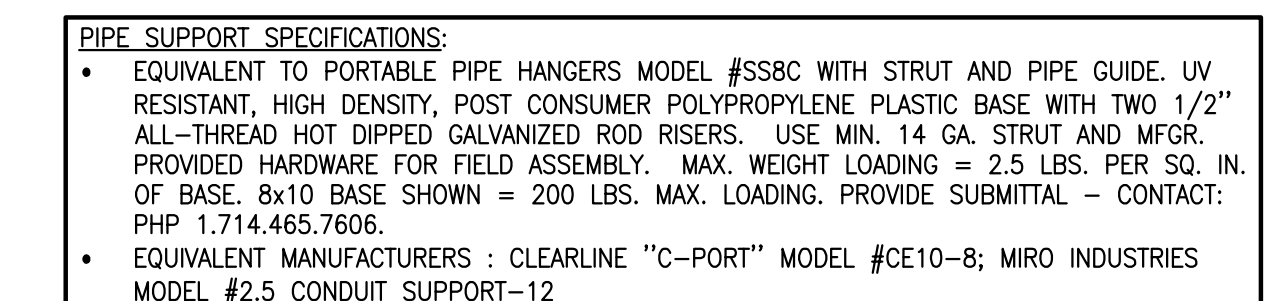 PIPE SUPPORT SPECIFICATIONS:
• EQUIVALENT TO PORTABLE PIPE HANGERS MODEL #SS8C WITH STRUT AND PIPE GUIDE. UV
RESISTANT, HIGH DENSITY, POST CONSUMER POLYPROPYLENE PLASTIC BASE WITH TWO 1/2"
ALL-THREAD HOT DIPPED GALVANIZED ROD RISERS. USE MIN. 14 GA. STRUT AND MFGR.
PROVIDED HARDWARE FOR FIELD ASSEMBLY. MAX. WEIGHT LOADING = 2.5 LBS. PER SQ. IN.
OF BASE. 8x10 BASE SHOWN = 200 LBS. MAX. LOADING. PROVIDE SUBMITTAL - CONTACT:
PHP 1.714.465.7606.
• EQUIVALENT MANUFACTURERS : CLEARLINE "C-PORT" MODEL #CE10-8; MIRO INDUSTRIES
MODEL #2.5 CONDUIT SUPPORT-12